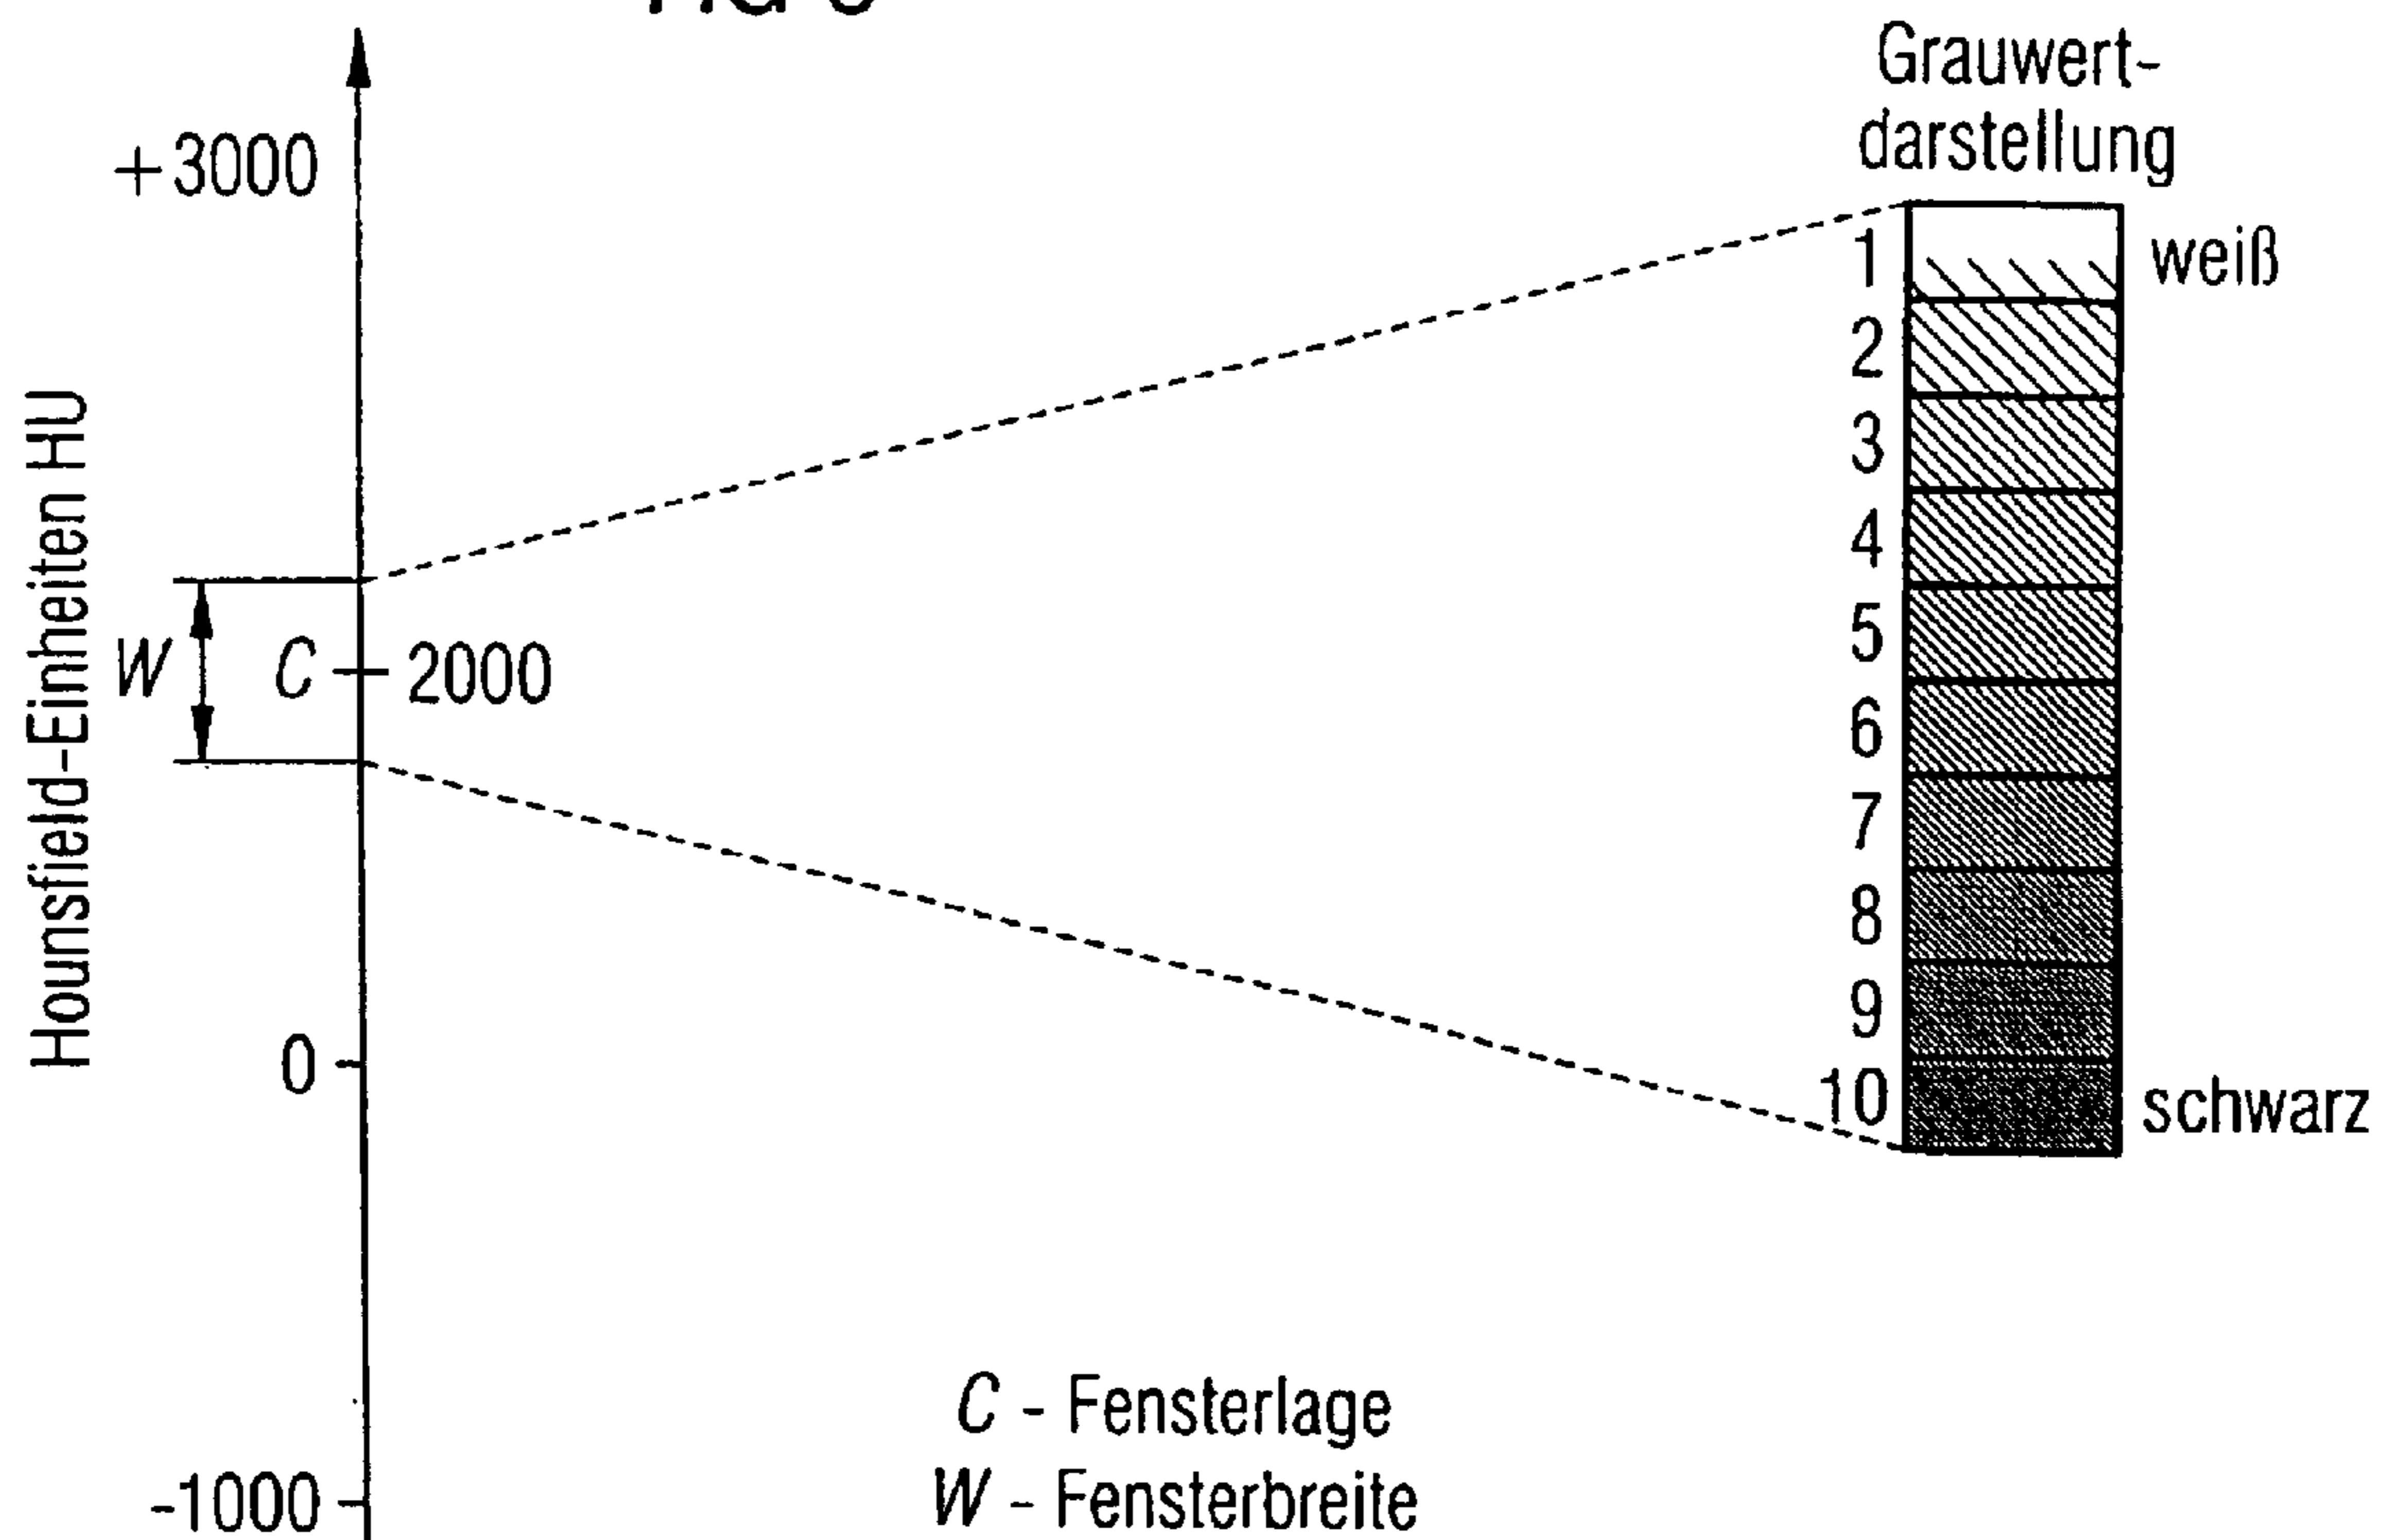 Grauwert-
darstellung
+3000
1 weiß
2
3
4
5
6
7
8
9
10 schwarz
Hounsfield-Einheiten HU
W
C 2000
0
-1000
C - Fensterlage
W - Fensterbreite